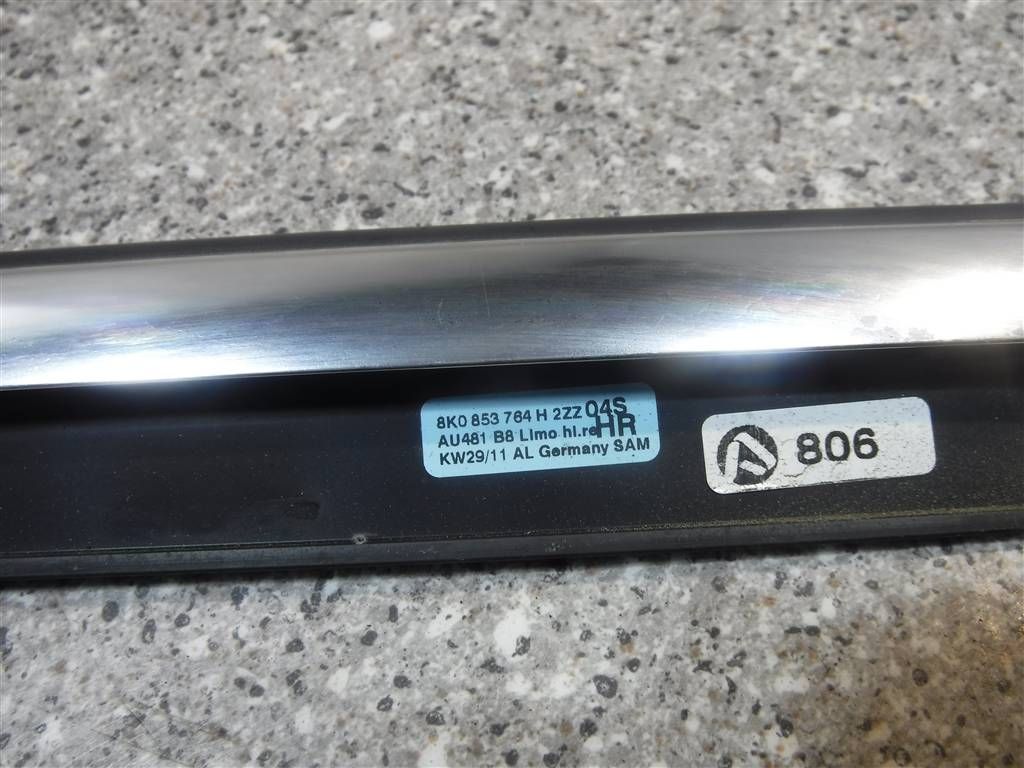 8K0 853 764 H 2ZZ 04S
AU481 B8 Limo hi.re HR
KW29/11 AL Germany SAM
806